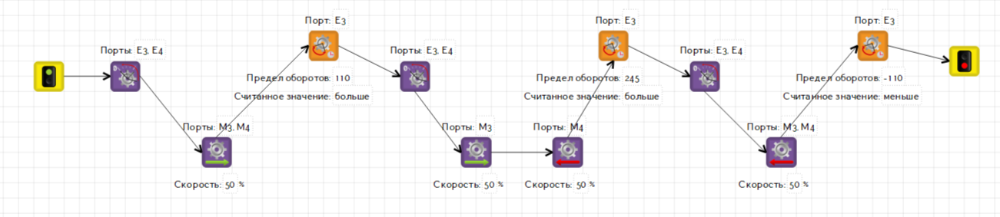 Порт: E3
Порт: E3
Порт: E3
Порты: E3, E4
Порты: E3, E4
Порты: E3, E4
Предел оборотов: 110
Предел оборотов: 245
Предел оборотов: -110
Считанное значение: больше
Считанное значение: больше
Считанное значение: меньше
Порты: M3, M4
Порты: M3
Порты: M4
Порты: M3, M4
Скорость: 50 %
Скорость: 50 %
Скорость: 50 %
Скорость: 50 %